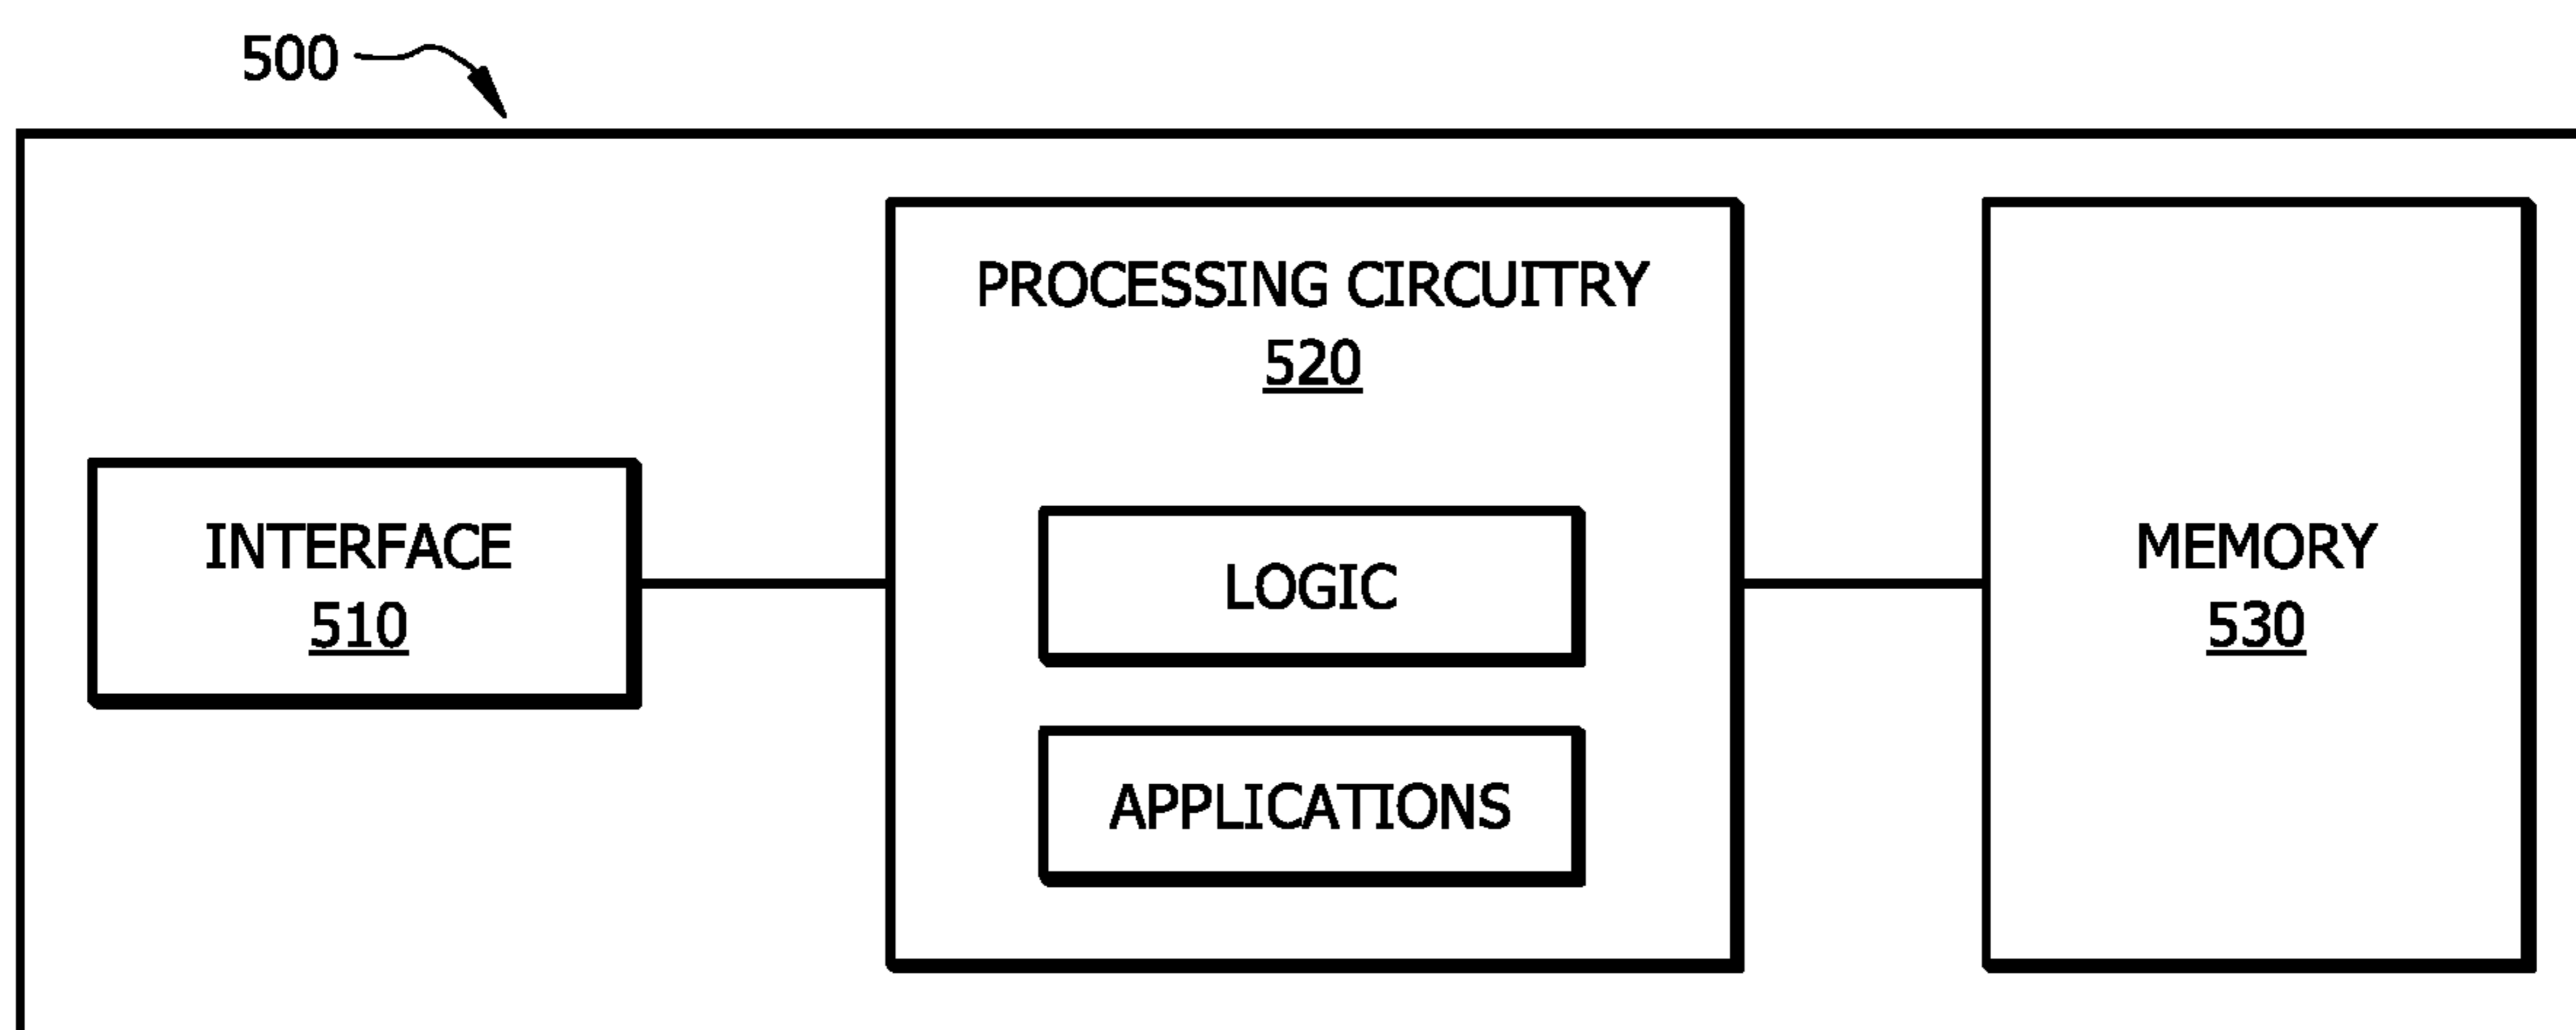 500
PROCESSING CIRCUITRY
520
INTERFACE
510
LOGIC
APPLICATIONS
MEMORY
530